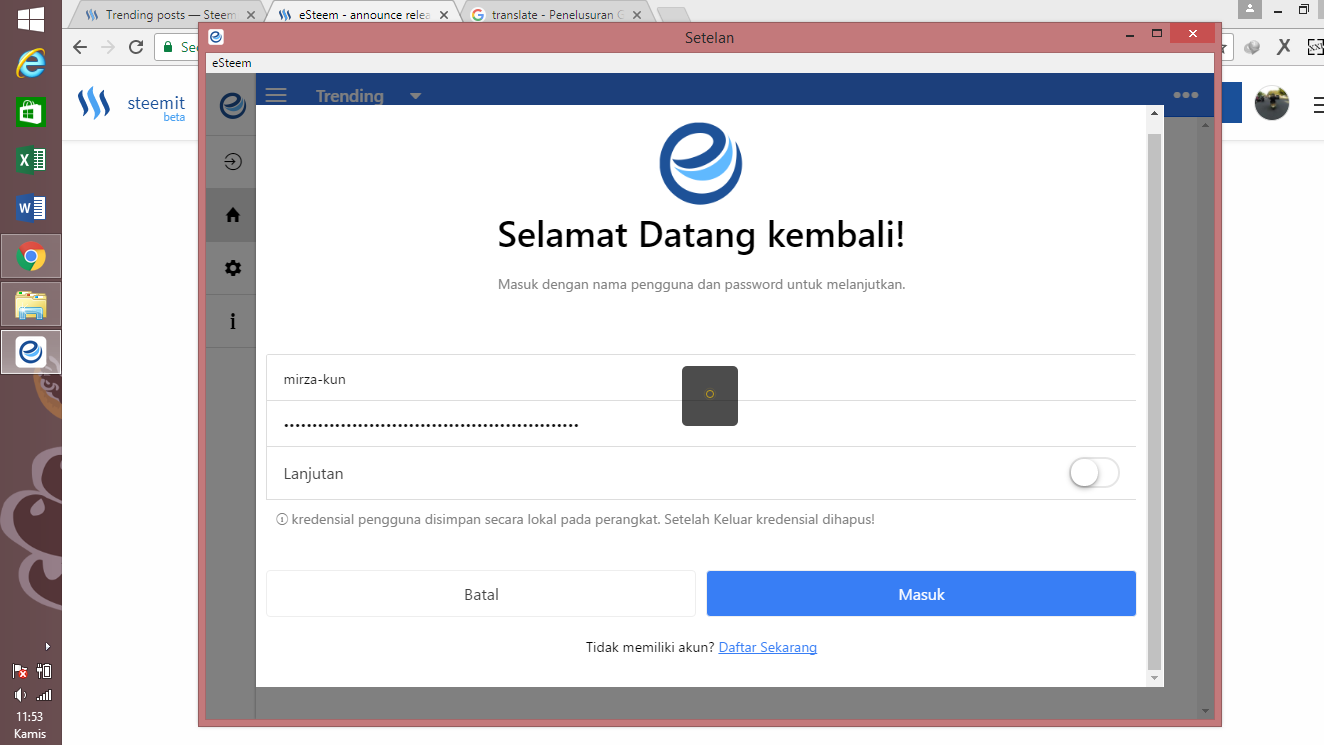 Trending posts — Steem
eSteem - announce relea
translate - Penelusuran G
Setelan
eSteem
steemit
beta
Trending
Selamat Datang kembali!
Masuk dengan nama pengguna dan password untuk melanjutkan.
mirza-kun
Lanjutan
kredensial pengguna disimpan secara lokal pada perangkat. Setelah Keluar kredensial dihapus!
Batal
Masuk
Tidak memiliki akun? Daftar Sekarang
11:53
Kamis